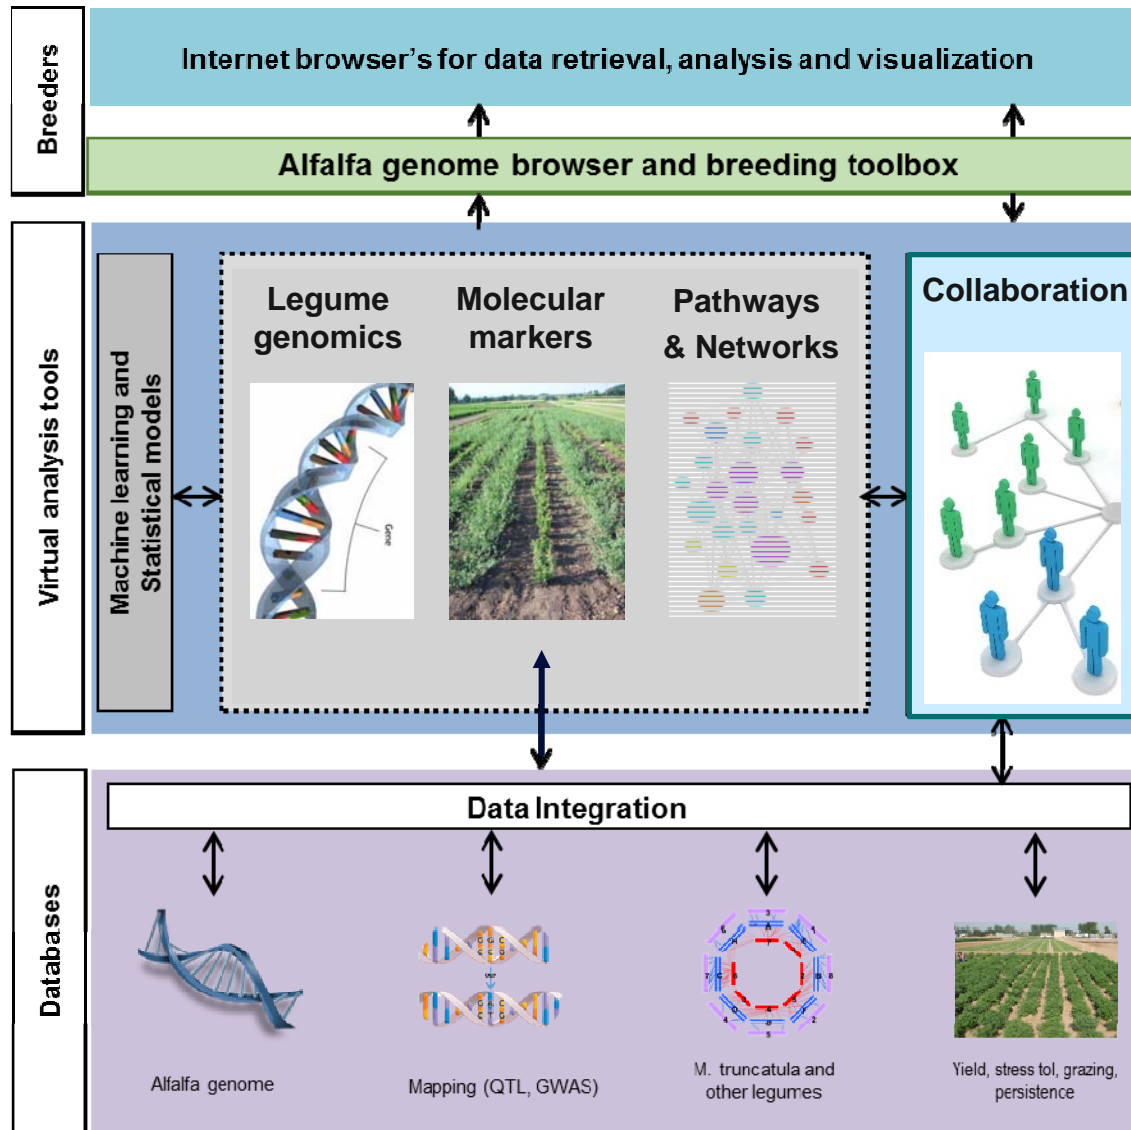 Breeders
Internet browser's for data retrieval, analysis and visualization
Alfalfa genome browser and breeding toolbox
Virtual analysis tools
Machine learning and
Statistical models
Legume
genomics
Molecular
markers
Pathways
& Networks
Collaboration
Gene
Databases
Data Integration
Alfalfa genome
Mapping (QTL, GWAS)
M. truncatula and
other legumes
Yield, stress tol, grazing,
persistence